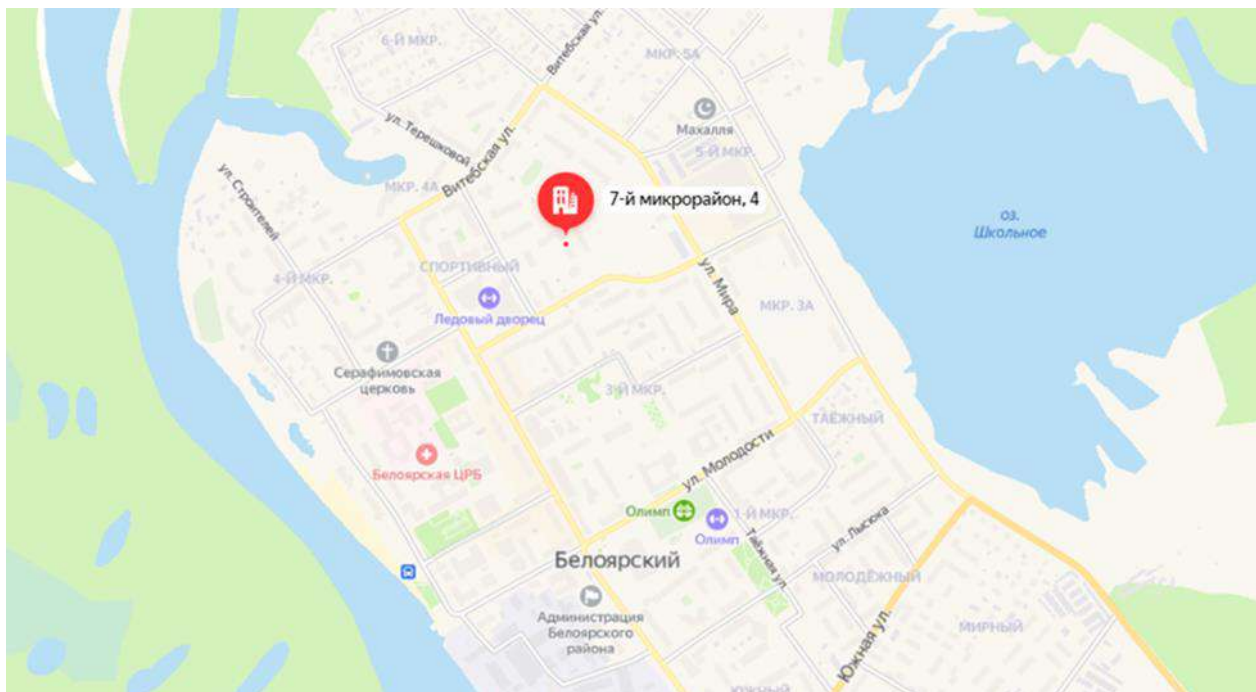 6-Й МКР.
Витебская ул.
МКР. 5А
Махалля
5-Й МКР.
ул. Терешковой
Витебская ул.
МКР. 4А
ул. Строителей
7-й микрорайон, 4
оз.
Школьное
СПОРТИВНЫЙ
4-Й МКР.
ул. Мира
МКР. 3А
Ледовый дворец
Серафимовская
церковь
3-Й МКР.
ТАЁЖНЫЙ
ул. Молодости
Белоярская ЦРБ
Олимп
Олимп
1-Й МКР.
ул. Лысюка
Таёжная ул.
Белоярский
МОЛОДЁЖНЫЙ
Администрация
Белоярского
района
Южная ул.
МИРНЫЙ
ЮЖНЫЙ